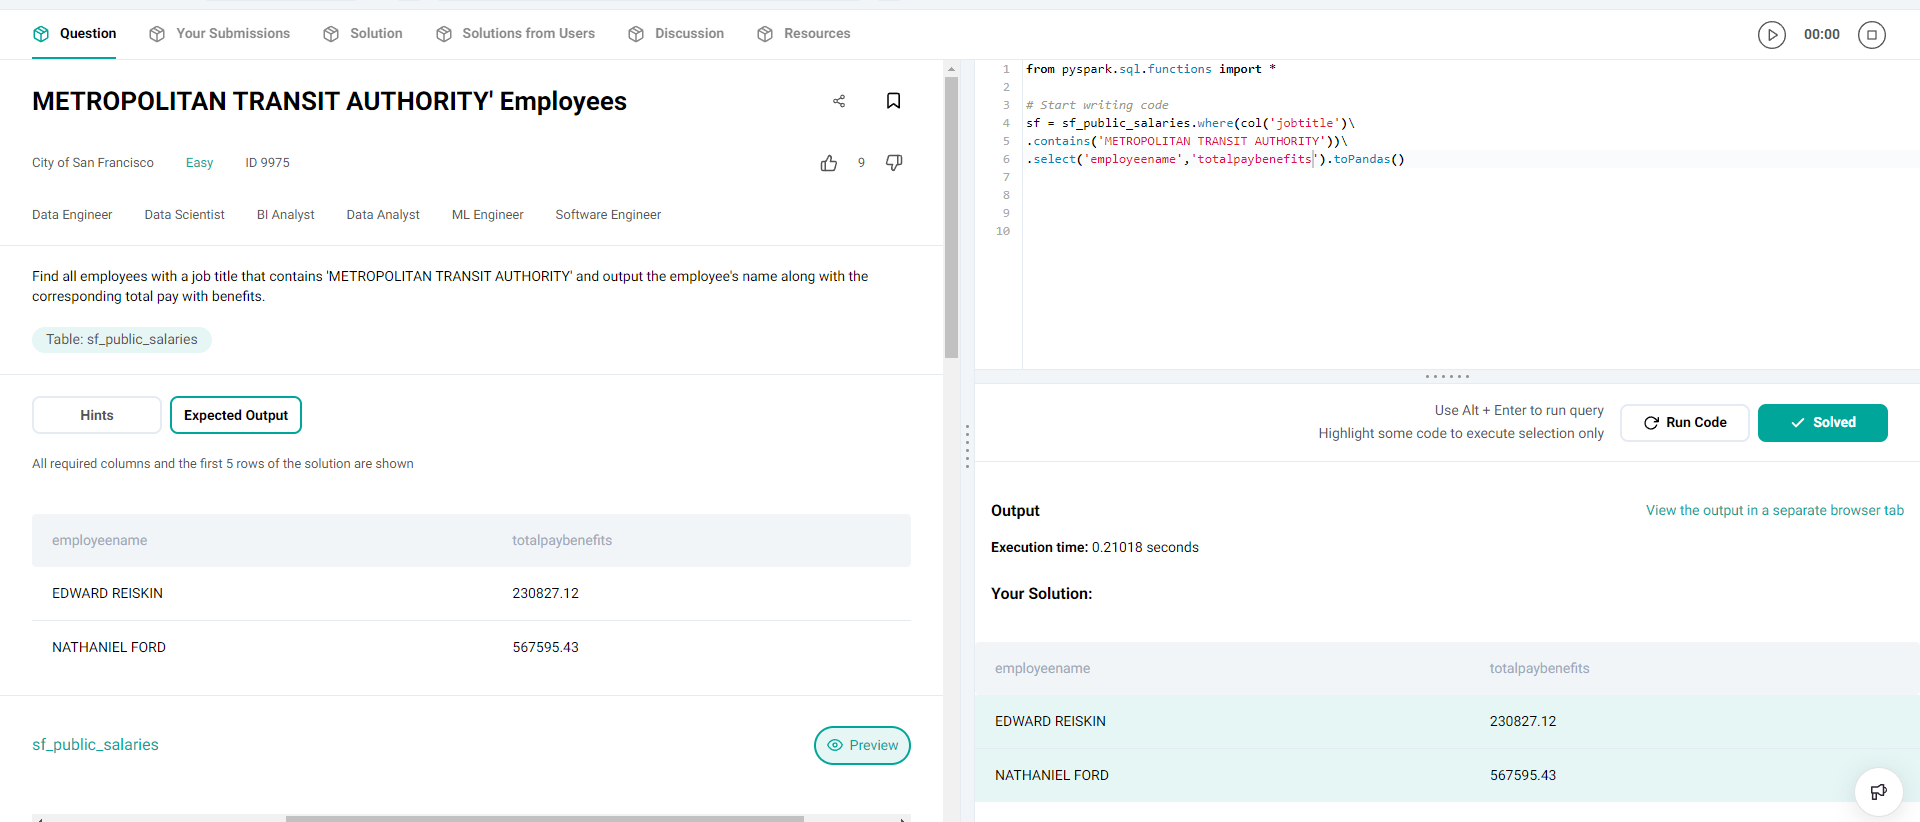 Question
Your Submissions
Solution
Solutions from Users
Discussion
Resources
00:00
METROPOLITAN TRANSIT AUTHORITY' Employees
City of San Francisco
Easy
ID 9975
9
Data Engineer
Data Scientist
BI Analyst
Data Analyst
ML Engineer
Software Engineer
Find all employees with a job title that contains 'METROPOLITAN TRANSIT AUTHORITY' and output the employee's name along with the
corresponding total pay with benefits.
Table: sf_public_salaries
Hints
Expected Output
All required columns and the first 5 rows of the solution are shown
employeename totalpaybenefits
EDWARD REISKIN 230827.12
NATHANIEL FORD 567595.43
sf_public_salaries
Preview
1 from pyspark.sql.functions import *
2
3 # Start writing code
4 sf = sf_public_salaries.where(col('jobtitle')\
5 .contains('METROPOLITAN TRANSIT AUTHORITY'))\
6 .select('employeename','totalpaybenefits').toPandas()
7
8
9
10
Use Alt + Enter to run query
Highlight some code to execute selection only
Run Code
Solved
Output
View the output in a separate browser tab
Execution time: 0.21018 seconds
Your Solution:
employeename totalpaybenefits
EDWARD REISKIN 230827.12
NATHANIEL FORD 567595.43